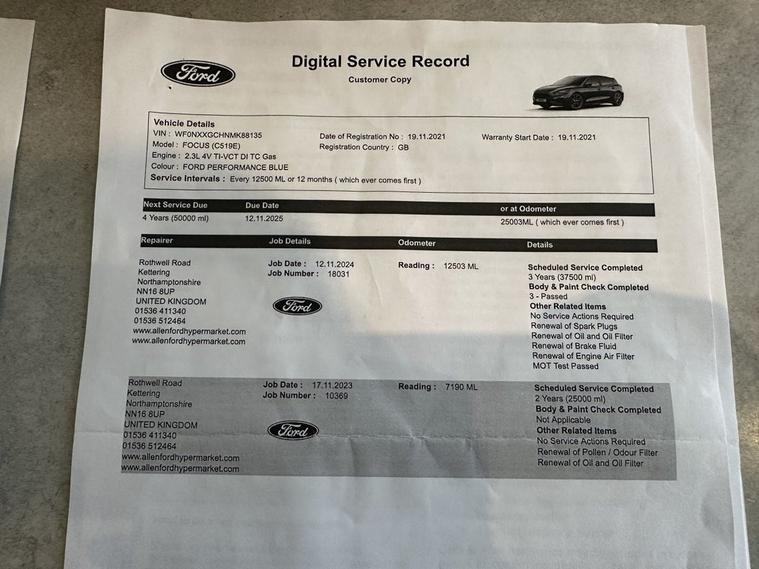 Ford
Digital Service Record
Customer Copy
Vehicle Details
VIN : WF0NXXGCHNMK88135
Date of Registration No : 19.11.2021
Warranty Start Date : 19.11.2021
Model : FOCUS (C519E)
Registration Country : GB
Engine : 2.3L 4V TI-VCT DI TC Gas
Colour : FORD PERFORMANCE BLUE
Service Intervals : Every 12500 ML or 12 months ( which ever comes first )
Next Service Due Due Date or at Odometer
4 Years (50000 ml) 12.11.2025 25003ML ( which ever comes first )
Repairer Job Details Odometer Details
Rothwell Road
Kettering
Northamptonshire
NN16 8UP
UNITED KINGDOM
01536 411340
01536 512464
www.allenfordhypermarket.com
www.allenfordhypermarket.com
Job Date : 12.11.2024
Job Number : 18031
Ford
Reading : 12503 ML
Scheduled Service Completed
3 Years (37500 ml)
Body & Paint Check Completed
3 - Passed
Other Related Items
No Service Actions Required
Renewal of Spark Plugs
Renewal of Oil and Oil Filter
Renewal of Brake Fluid
Renewal of Engine Air Filter
MOT Test Passed
Rothwell Road
Kettering
Northamptonshire
NN16 8UP
UNITED KINGDOM
01536 411340
01536 512464
www.allenfordhypermarket.com
www.allenfordhypermarket.com
Job Date : 17.11.2023
Job Number : 10369
Ford
Reading : 7190 ML
Scheduled Service Completed
2 Years (25000 ml)
Body & Paint Check Completed
Not Applicable
Other Related Items
No Service Actions Required
Renewal of Pollen / Odour Filter
Renewal of Oil and Oil Filter